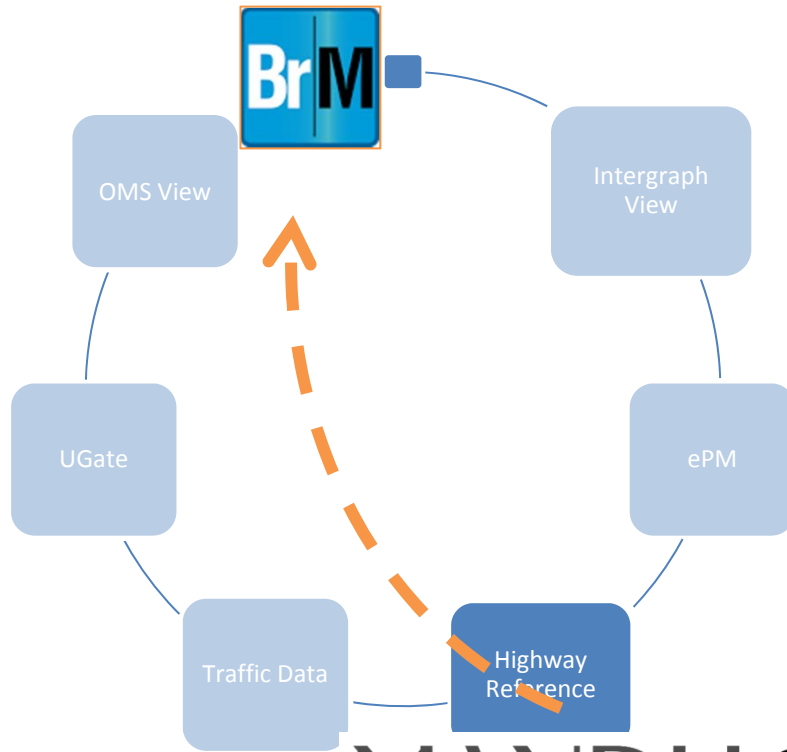 BrM
OMS View
Intergraph
View
UGate
ePM
Traffic Data
Highway
Reference